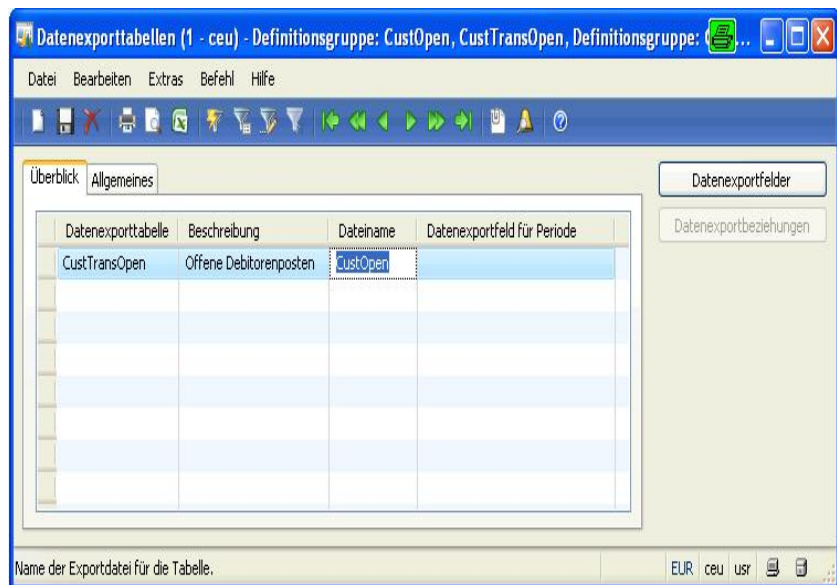 Datenexporttabellen (1 - ceu) - Definitionsgruppe: CustOpen, CustTransOpen, Definitionsgruppe: ...
Datei Bearbeiten Extras Befehl Hilfe
Überblick Allgemeines
Datenexportfelder
Datenexportbeziehungen
Datenexporttabelle Beschreibung Dateiname Datenexportfeld für Periode
CustTransOpen Offene Debitorenposten CustOpen
Name der Exportdatei für die Tabelle. EUR ceu usr